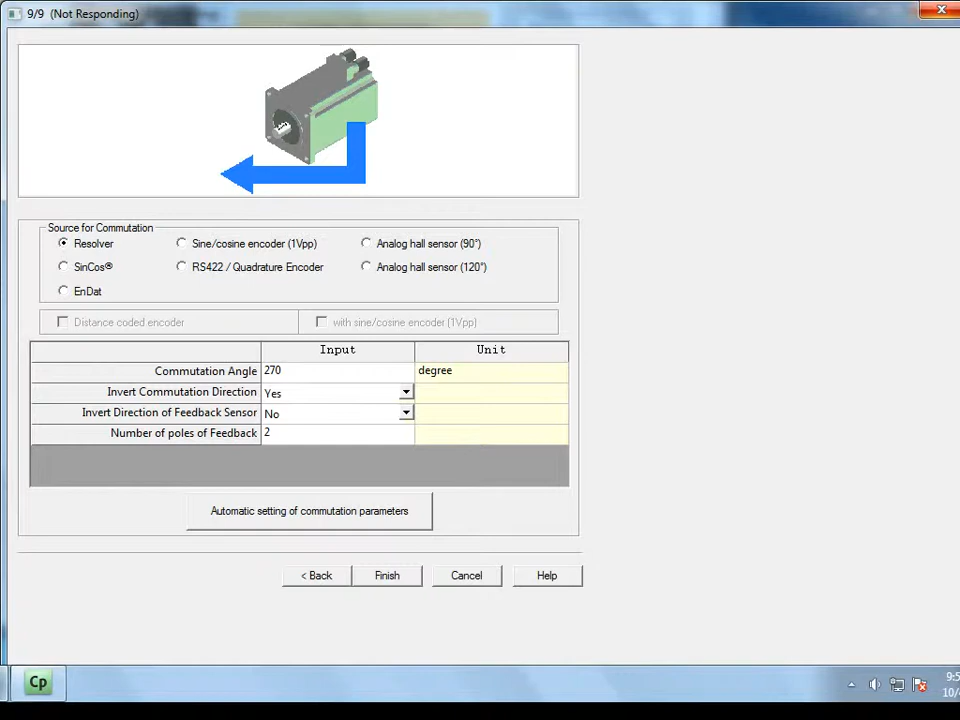 9/9 (Not Responding)
Source for Commutation
Resolver
Sine/cosine encoder (1Vpp)
Analog hall sensor (90°)
SinCos®
RS422 / Quadrature Encoder
Analog hall sensor (120°)
EnDat
Distance coded encoder
with sine/cosine encoder (1Vpp)
Input Unit
Commutation Angle 270 degree
Invert Commutation Direction Yes
Invert Direction of Feedback Sensor No
Number of poles of Feedback 2
Automatic setting of commutation parameters
< Back Finish Cancel Help
Cp
9:5
10/